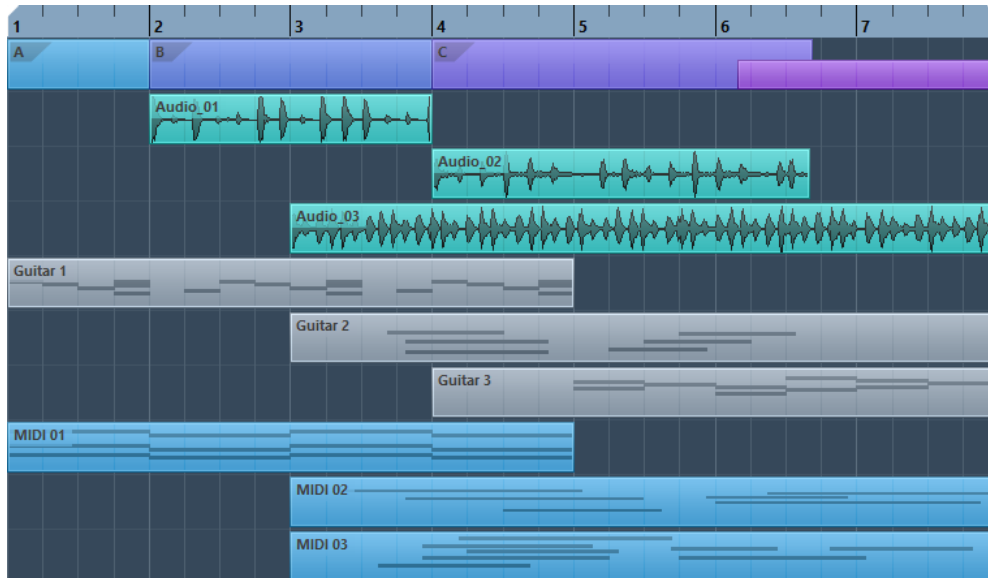 1 2 3 4 5 6 7
A B C
Audio_01
Audio_02
Audio_03
Guitar 1
Guitar 2
Guitar 3
MIDI 01
MIDI 02
MIDI 03